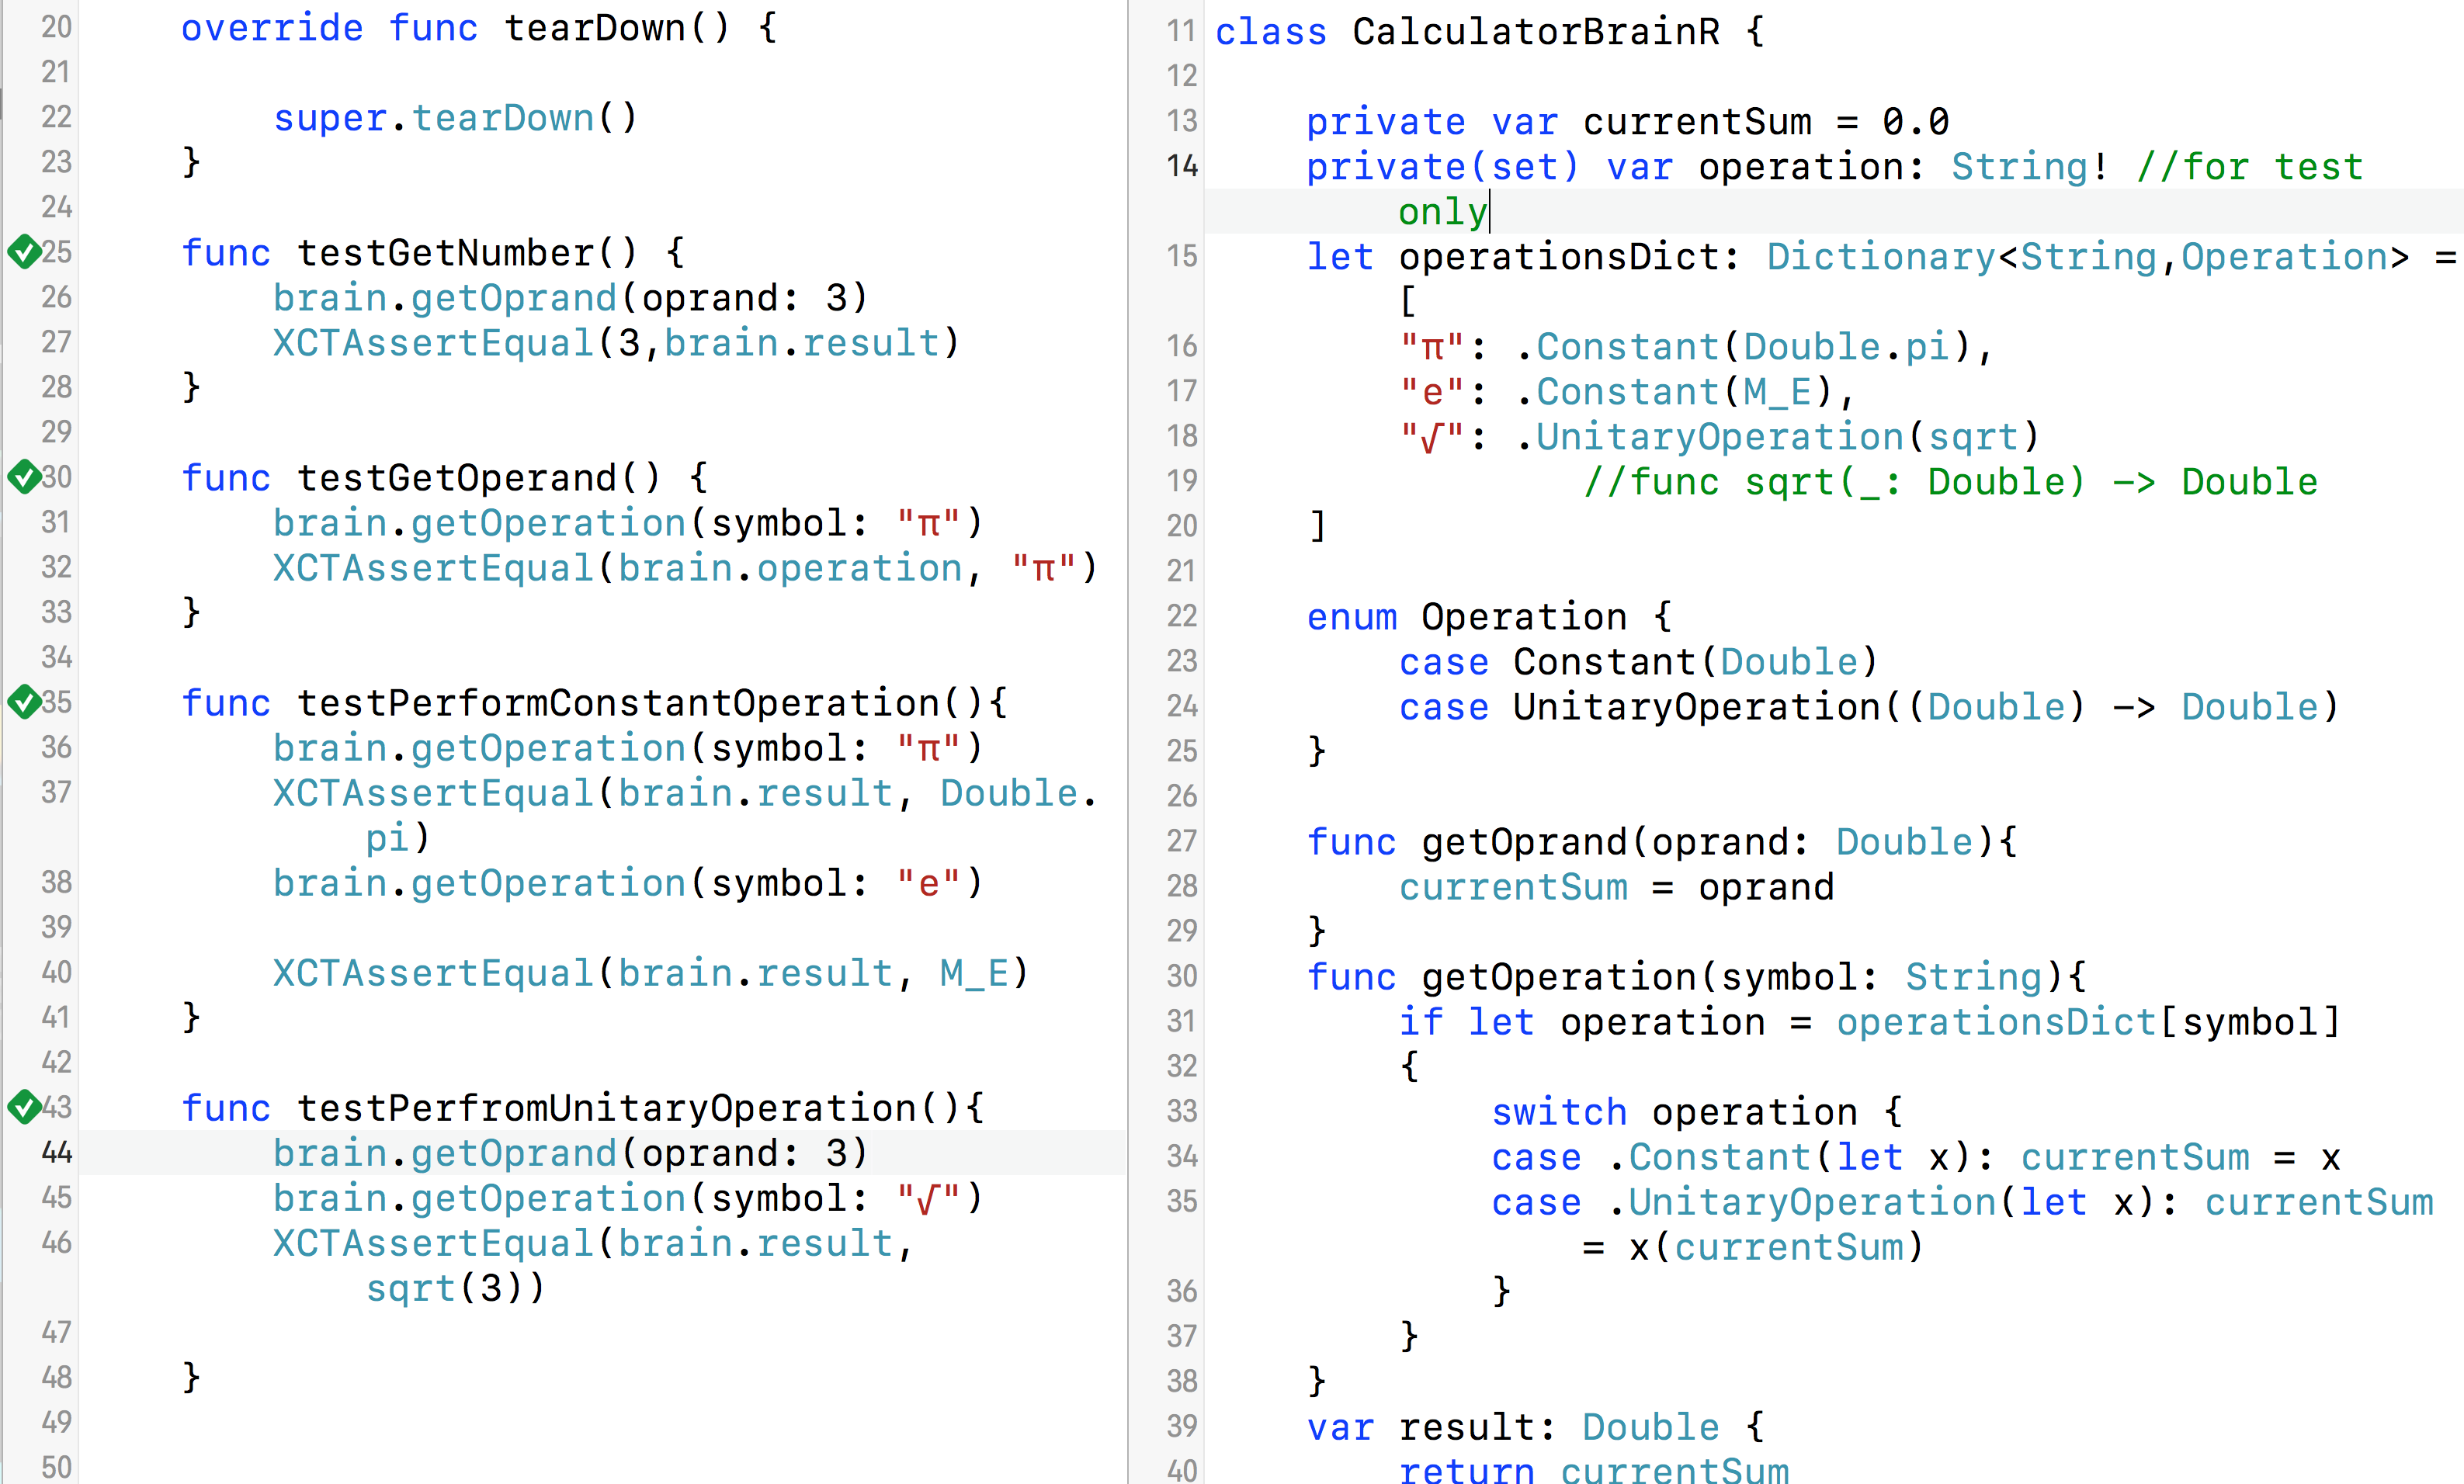 20 override func tearDown() {
21
22 super.tearDown()
23 }
24
25 func testGetNumber() {
26 brain.getOprand(oprand: 3)
27 XCTAssertEqual(3,brain.result)
28 }
29
30 func testGetOperand() {
31 brain.getOperation(symbol: "π")
32 XCTAssertEqual(brain.operation, "π")
33 }
34
35 func testPerformConstantOperation(){
36 brain.getOperation(symbol: "π")
37 XCTAssertEqual(brain.result, Double.
pi)
38 brain.getOperation(symbol: "e")
39
40 XCTAssertEqual(brain.result, M_E)
41 }
42
43 func testPerfromUnitaryOperation(){
44 brain.getOprand(oprand: 3)
45 brain.getOperation(symbol: "√")
46 XCTAssertEqual(brain.result,
sqrt(3))
47
48 }
49
50
11 class CalculatorBrainR {
12
13 private var currentSum = 0.0
14 private(set) var operation: String! //for test
only
15 let operationsDict: Dictionary<String,Operation> =
[
16 "π": .Constant(Double.pi),
17 "e": .Constant(M_E),
18 "√": .UnitaryOperation(sqrt)
19 //func sqrt(_: Double) -> Double
20 ]
21
22 enum Operation {
23 case Constant(Double)
24 case UnitaryOperation((Double) -> Double)
25 }
26
27 func getOprand(oprand: Double){
28 currentSum = oprand
29 }
30 func getOperation(symbol: String){
31 if let operation = operationsDict[symbol]
32 {
33 switch operation {
34 case .Constant(let x): currentSum = x
35 case .UnitaryOperation(let x): currentSum
= x(currentSum)
36 }
37 }
38 }
39 var result: Double {
40 return currentSum